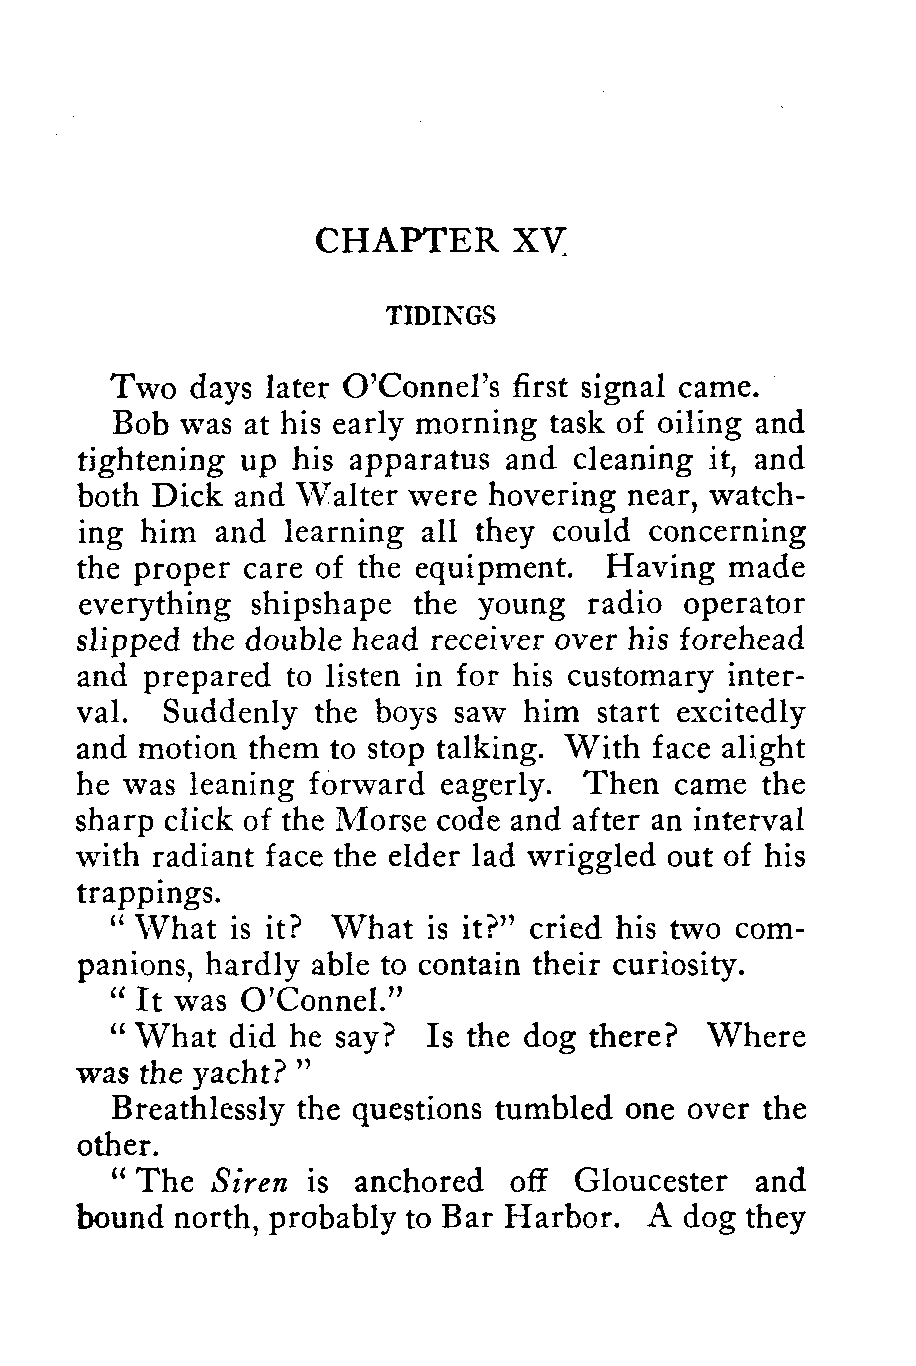 CHAPTER XV.
TIDINGS
Two days later O'Connel's first signal came.
Bob was at his early morning task of oiling and
tightening up his apparatus and cleaning it, and
both Dick and Walter were hovering near, watch-
ing him and learning all they could concerning
the proper care of the equipment. Having made
everything shipshape the young radio operator
slipped the double head receiver over his forehead
and prepared to listen in for his customary inter-
val. Suddenly the boys saw him start excitedly
and motion them to stop talking. With face alight
he was leaning forward eagerly. Then came the
sharp click of the Morse code and after an interval
with radiant face the elder lad wriggled out of his
trappings.
“ What is it? What is it?” cried his two com-
panions, hardly able to contain their curiosity.
“ It was O'Connel.”
“ What did he say? Is the dog there? Where
was the yacht? ”
Breathlessly the questions tumbled one over the
other.
“ The Siren is anchored off Gloucester and
bound north, probably to Bar Harbor. A dog they